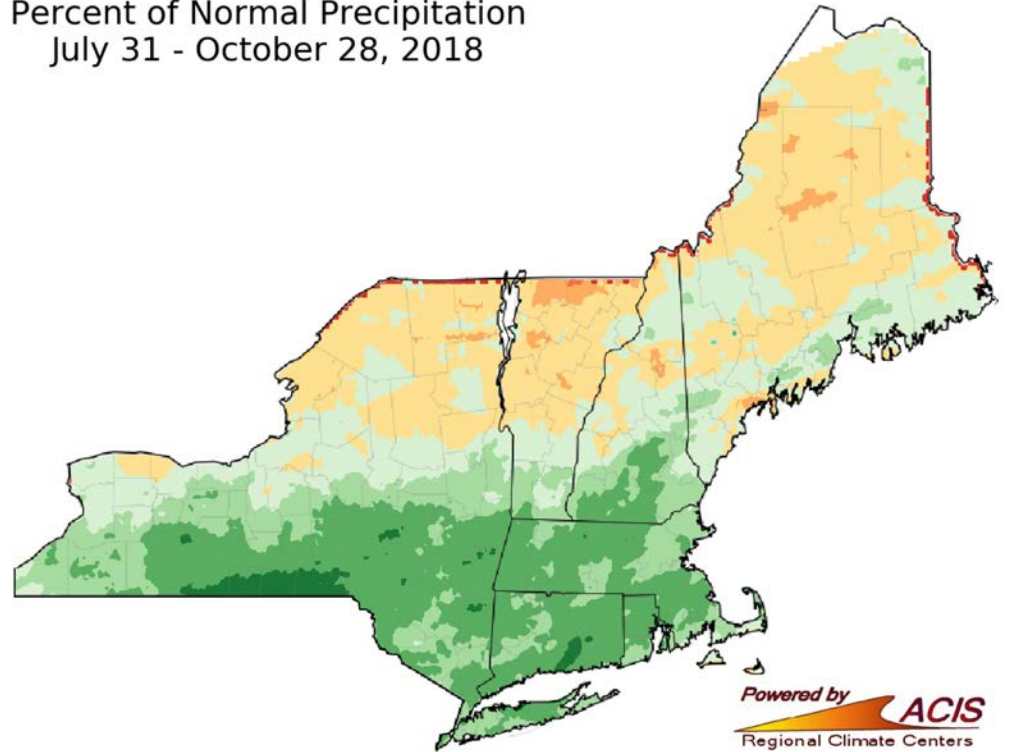 Percent of Normal Precipitation
July 31 - October 28, 2018
Powered by
ACIS
Regional Climate Centers